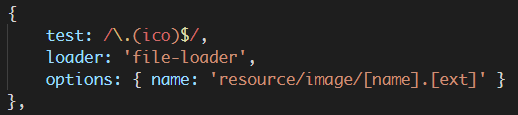 {
    test: /\.(ico)$/,
    loader: 'file-loader',
    options: { name: 'resource/image/[name].[ext]' }
},